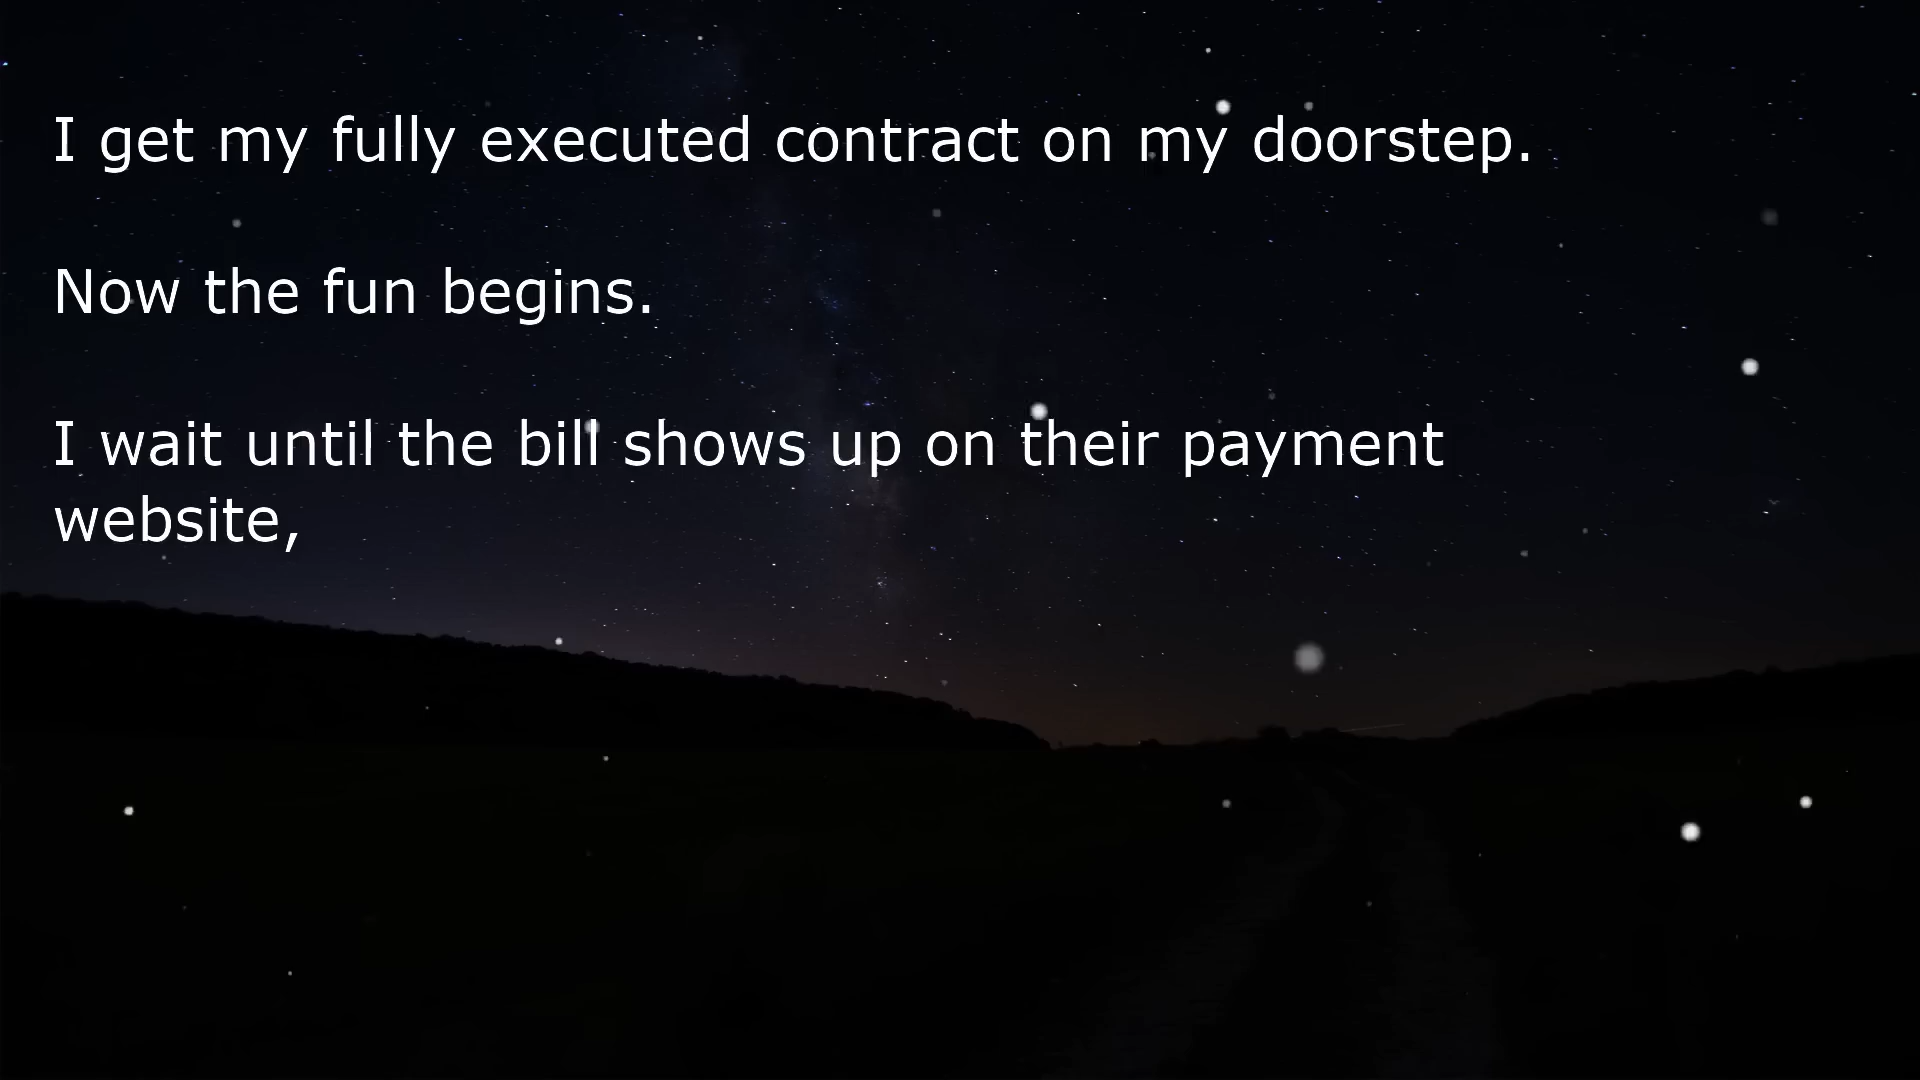 I get my fully executed contract on my doorstep.
Now the fun begins.
I wait until the bill shows up on their payment
website,